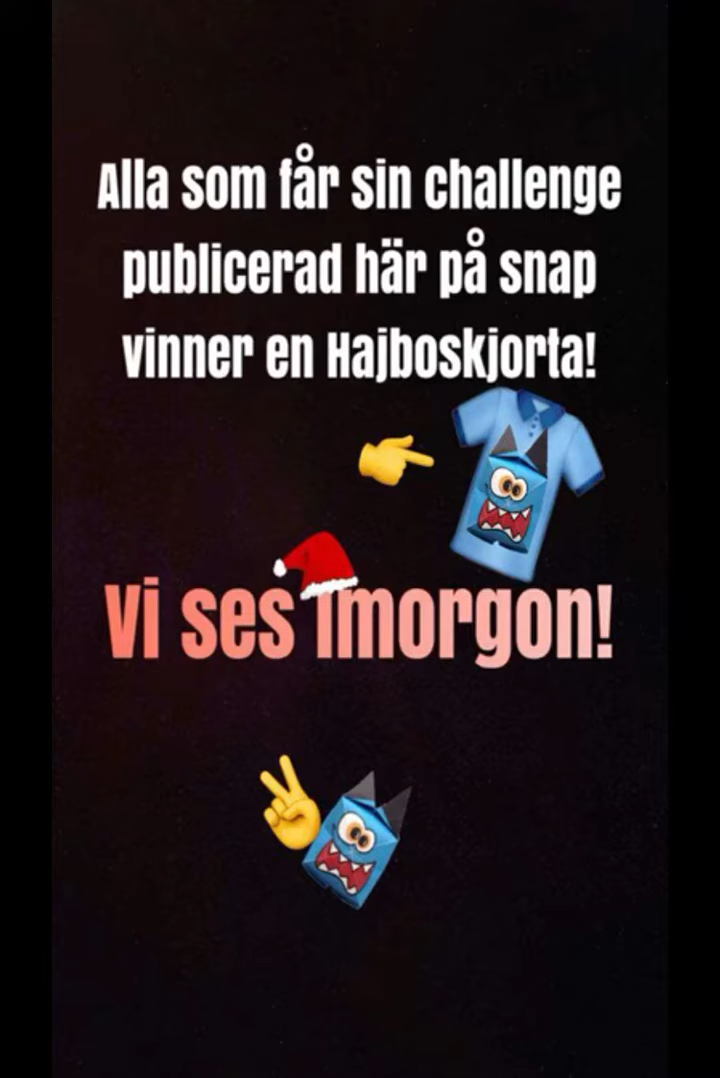 Alla som får sin challenge
publicerad här på snap
vinner en Hajboskjorta!
Vi ses imorgon!